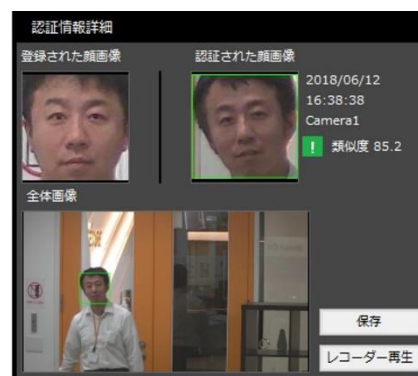 認証情報詳細
登録された顔画像
認証された顔画像
2018/06/12
16:38:38
Camera1
! 類似度 85.2
全体画像
保存
レコーダー再生